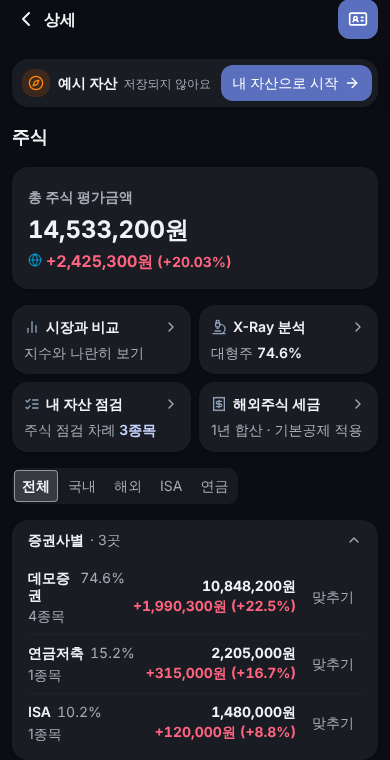 상세
예시 자산 저장되지 않아요 내 자산으로 시작
주식
총 주식 평가금액
14,533,200원
+2,425,300원 (+20.03%)
시장과 비교
지수와 나란히 보기
X-Ray 분석
대형주 74.6%
내 자산 점검
주식 점검 차례 3종목
해외주식 세금
1년 합산 · 기본공제 적용
전체 국내 해외 ISA 연금
증권사별 · 3곳
데모증권 74.6%
4종목
10,848,200원
+1,990,300원 (+22.5%)
맞추기
연금저축 15.2%
1종목
2,205,000원
+315,000원 (+16.7%)
맞추기
ISA 10.2%
1종목
1,480,000원
+120,000원 (+8.8%)
맞추기